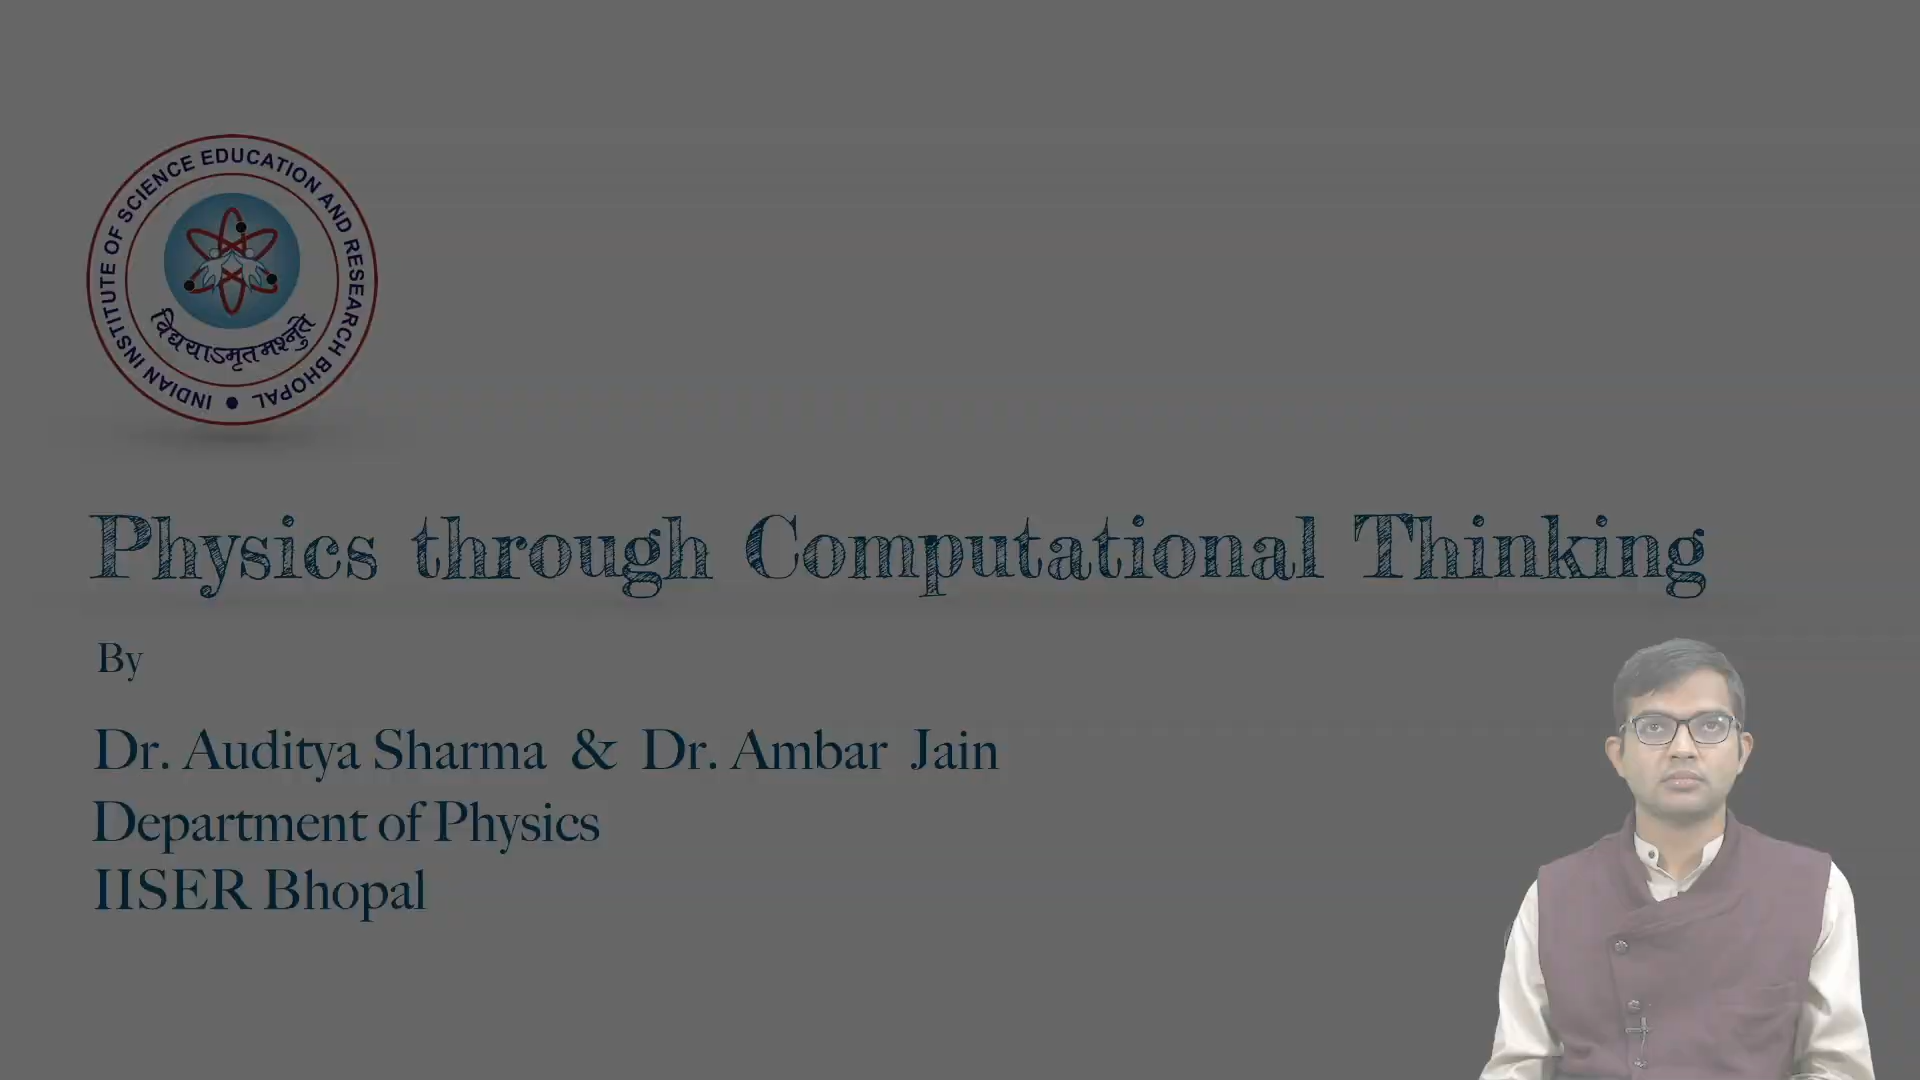 INDIAN INSTITUTE OF SCIENCE EDUCATION AND RESEARCH BHOPAL
विद्ययाऽमृतमश्नुते
Physics through Computational Thinking
By
Dr. Auditya Sharma & Dr. Ambar Jain
Department of Physics
IISER Bhopal